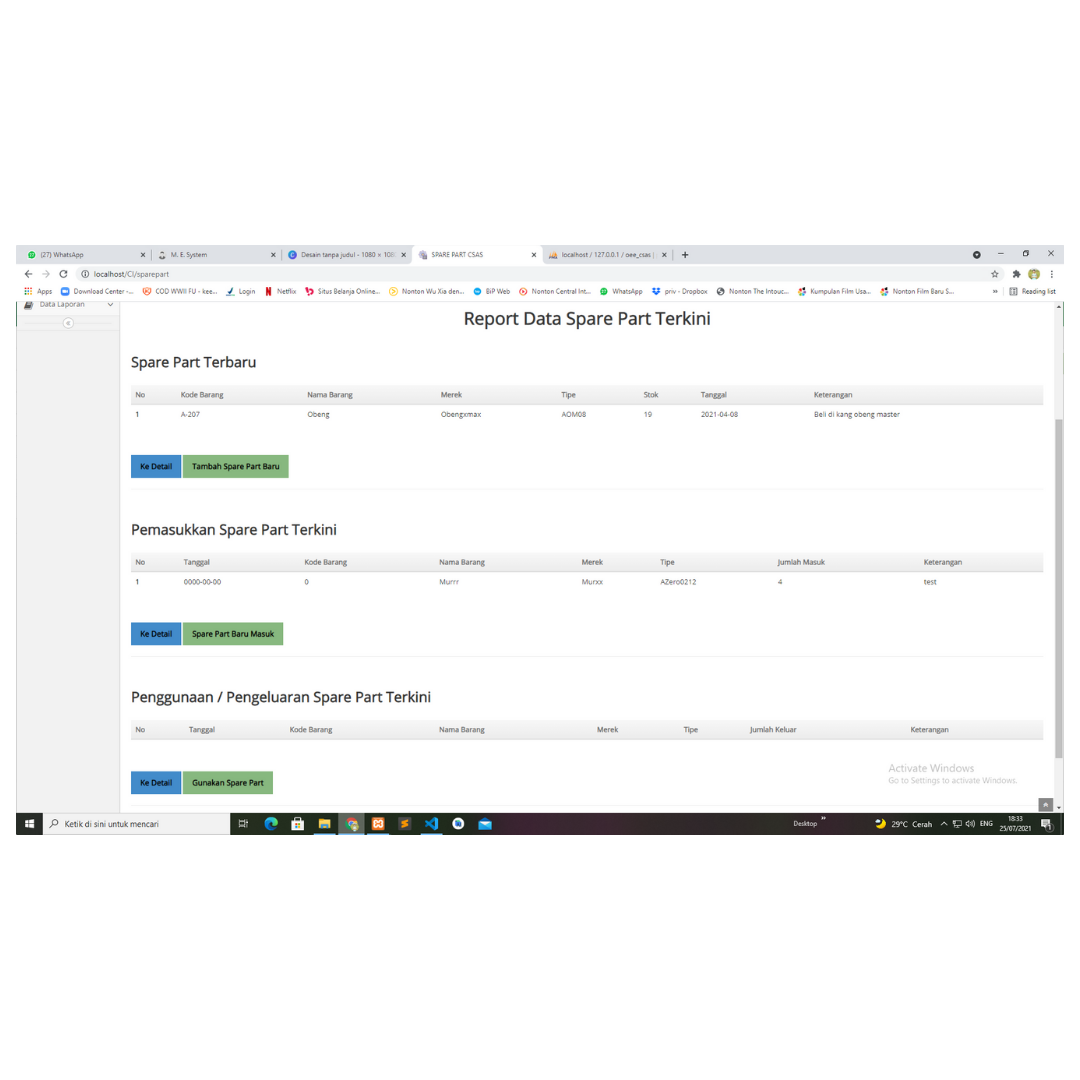 (27) WhatsApp
M. E. System
Desain tanpa judul - 1080 × 108
SPARE PART CSAS
localhost / 127.0.0.1 / oee_csas |
localhost/CI/sparepart
Apps Download Center -... COD WWII FU - kee... Login Netflix Situs Belanja Online... Nonton Wu Xia den... BiP Web Nonton Central Int... WhatsApp priv - Dropbox Nonton The Intouc... Kumpulan Film Usa... Nonton Film Baru S... » Reading list
Data Laporan
Report Data Spare Part Terkini
Spare Part Terbaru
No Kode Barang Nama Barang Merek Tipe Stok Tanggal Keterangan
1 A-207 Obeng Obengxmax AOM08 19 2021-04-08 Beli di kang obeng master
Ke Detail Tambah Spare Part Baru
Pemasukkan Spare Part Terkini
No Tanggal Kode Barang Nama Barang Merek Tipe Jumlah Masuk Keterangan
1 0000-00-00 0 Murrr Murxx AZero0212 4 test
Ke Detail Spare Part Baru Masuk
Penggunaan / Pengeluaran Spare Part Terkini
No Tanggal Kode Barang Nama Barang Merek Tipe Jumlah Keluar Keterangan
Ke Detail Gunakan Spare Part
Activate Windows
Go to Settings to activate Windows.
Ketik di sini untuk mencari
Desktop » 29°C Cerah ENG
18:33
25/07/2021
1